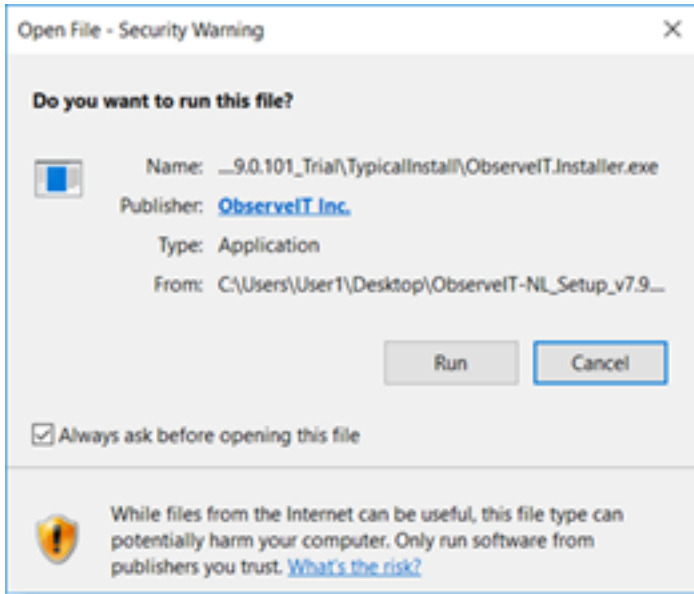 Open File - Security Warning
Do you want to run this file?
Name: ...9.0.101_Trial\TypicalInstall\ObserveIT.Installer.exe
Publisher: ObserveIT Inc.
Type: Application
From: C:\Users\User1\Desktop\ObserveIT-NL_Setup_v7.9....
Run Cancel
Always ask before opening this file
While files from the Internet can be useful, this file type can
potentially harm your computer. Only run software from
publishers you trust. What's the risk?